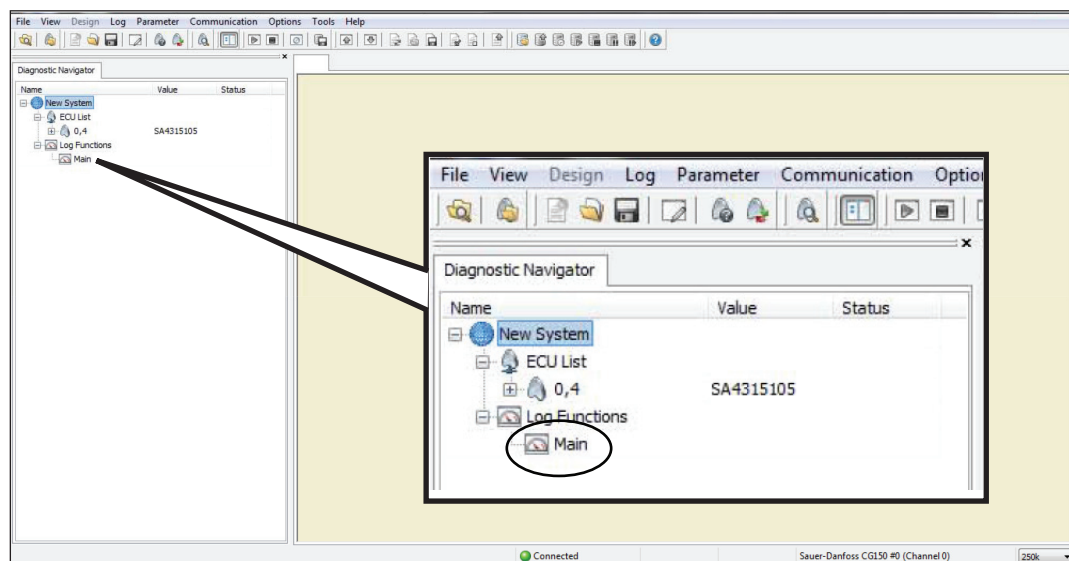 File View Design Log Parameter Communication Options Tools Help
Diagnostic Navigator
Name Value Status
New System
ECU List
0,4 SA4315105
Log Functions
Main
File View Design Log Parameter Communication Optio
Diagnostic Navigator
Name Value Status
New System
ECU List
0,4 SA4315105
Log Functions
Main
Connected Sauer-Danfoss CG150 #0 (Channel 0) 250k